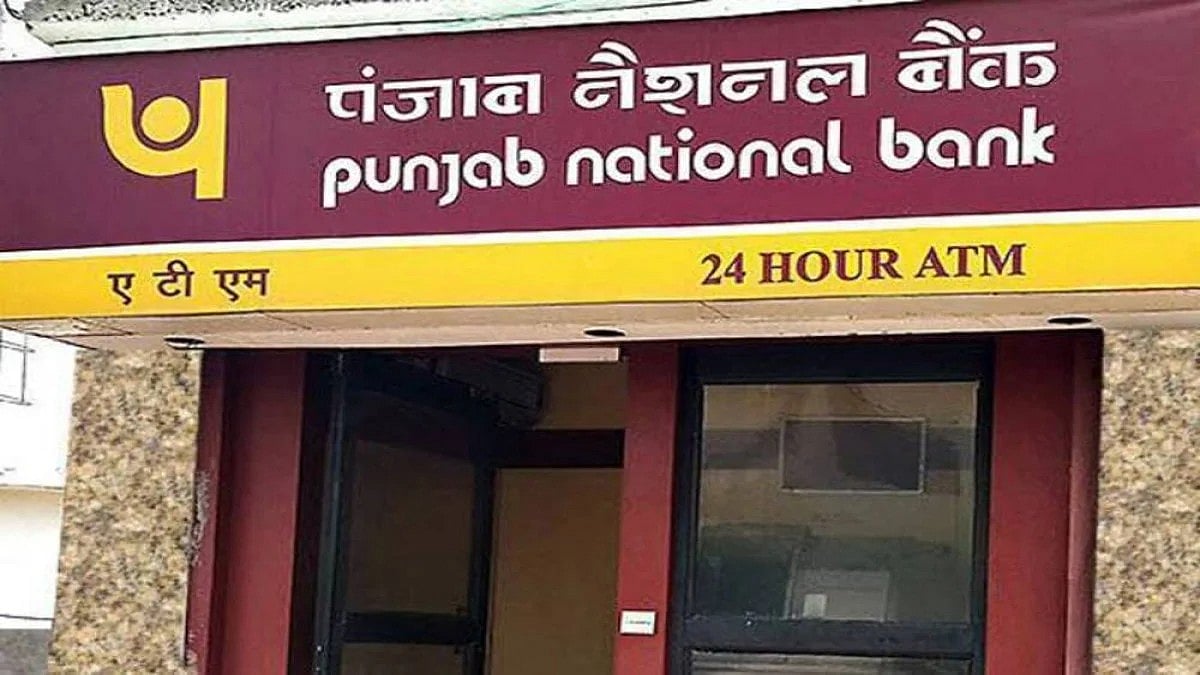 पंजाब नैशनल बैंक
punjab national bank
ए टी एम 24 HOUR ATM